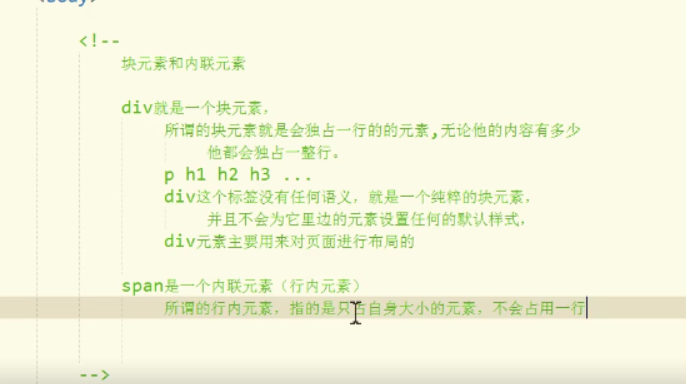 <body>
<!--
块元素和内联元素
div就是一个块元素，
所谓的块元素就是会独占一行的的元素,无论他的内容有多少
他都会独占一整行。
p h1 h2 h3 ...
div这个标签没有任何语义，就是一个纯粹的块元素，
并且不会为它里边的元素设置任何的默认样式，
div元素主要用来对页面进行布局的
span是一个内联元素（行内元素）
所谓的行内元素，指的是只占自身大小的元素，不会占用一行
-->